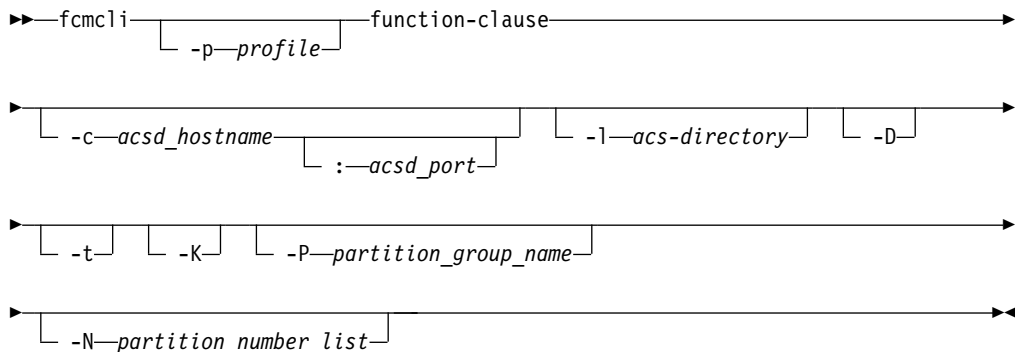 fcmcli function-clause
-p profile
-c acsd_hostname -l acs-directory -D
: acsd_port
-t -K -P partition_group_name
-N partition number list